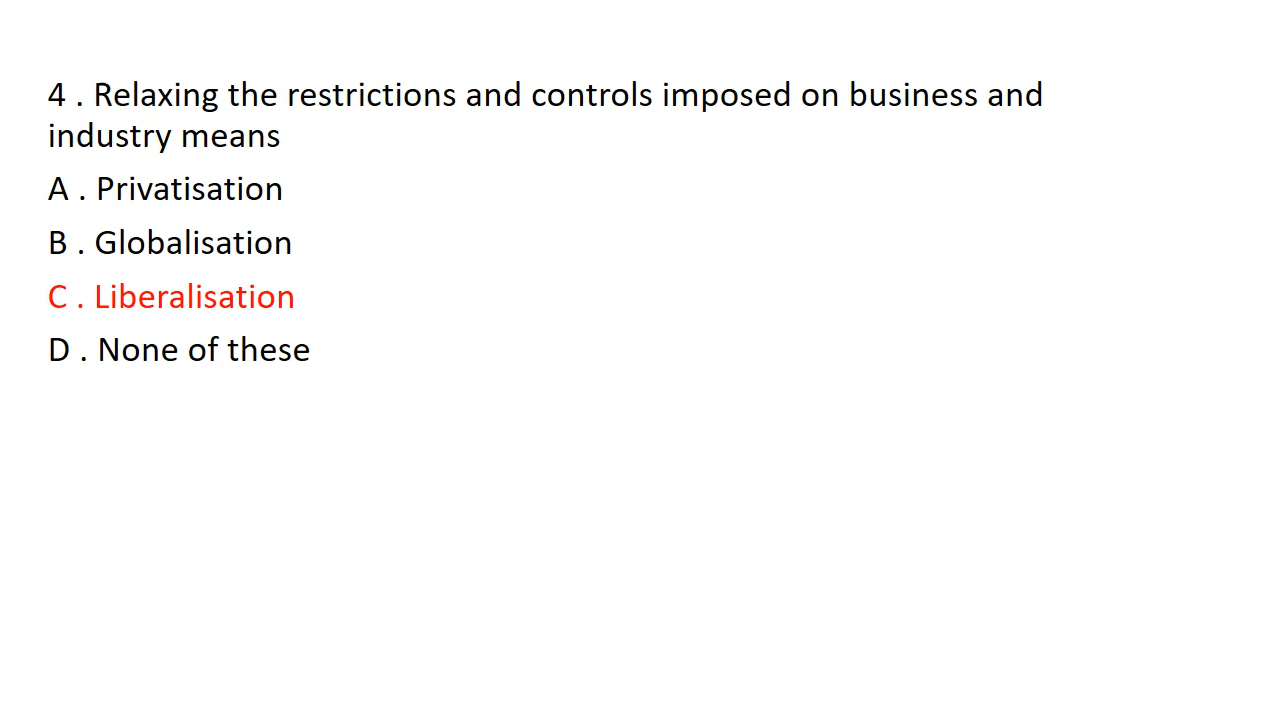 4 . Relaxing the restrictions and controls imposed on business and
industry means
A . Privatisation
B . Globalisation
C . Liberalisation
D . None of these